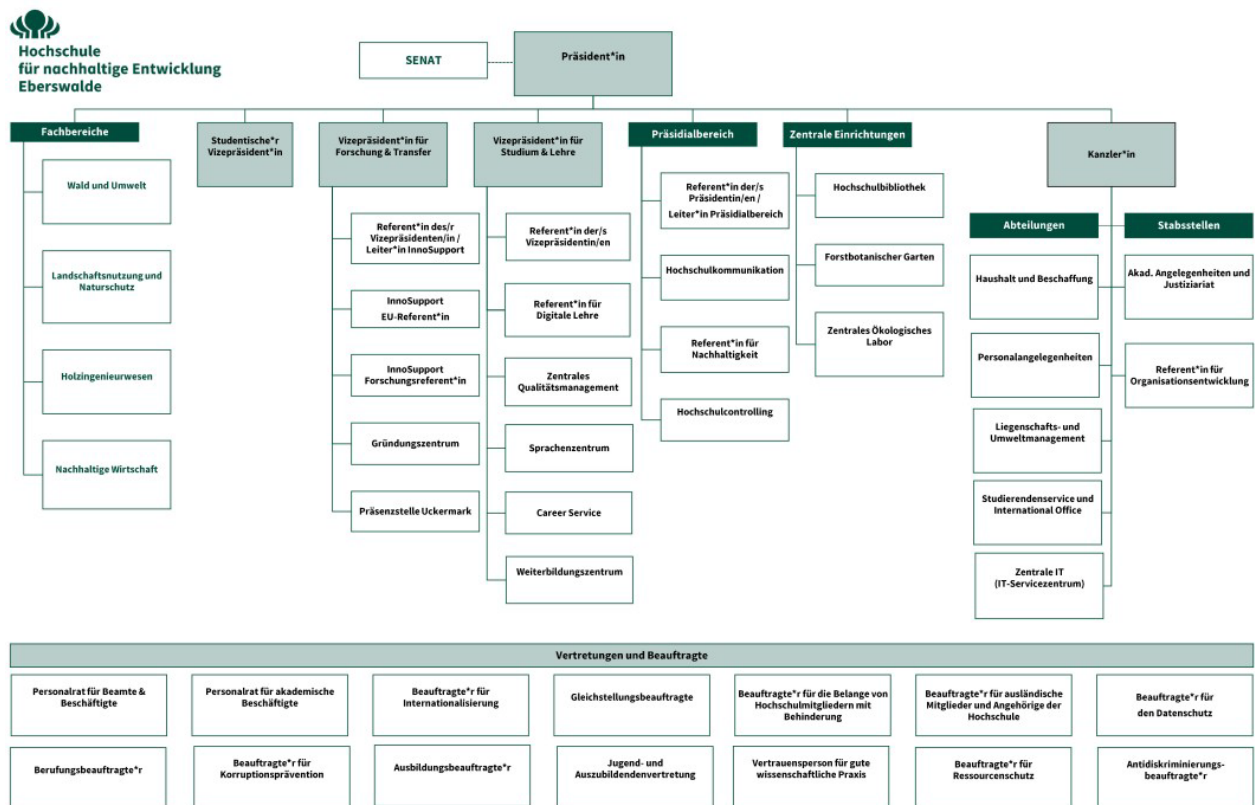 Hochschule
für nachhaltige Entwicklung
Eberswalde
SENAT
Präsident*in
Fachbereiche
Wald und Umwelt
Landschaftsnutzung und
Naturschutz
Holzingenieurwesen
Nachhaltige Wirtschaft
Studentische*r
Vizepräsident*in
Vizepräsident*in für
Forschung & Transfer
Referent*in des/r
Vizepräsidenten/in /
Leiter*in InnoSupport
InnoSupport
EU-Referent*in
InnoSupport
Forschungsreferent*in
Gründungszentrum
Präsenzstelle Uckermark
Vizepräsident*in für
Studium & Lehre
Referent*in der/s
Vizepräsidentin/en
Referent*in für
Digitale Lehre
Zentrales
Qualitätsmanagement
Sprachenzentrum
Career Service
Weiterbildungszentrum
Präsidialbereich
Referent*in der/s
Präsidentin/en /
Leiter*in Präsidialbereich
Hochschulkommunikation
Referent*in für
Nachhaltigkeit
Hochschulcontrolling
Zentrale Einrichtungen
Hochschulbibliothek
Forstbotanischer Garten
Zentrales Ökologisches
Labor
Kanzler*in
Abteilungen
Haushalt und Beschaffung
Personalangelegenheiten
Liegenschafts- und
Umweltmanagement
Studierendenservice und
International Office
Zentrale IT
(IT-Servicezentrum)
Stabsstellen
Akad. Angelegenheiten und
Justiziariat
Referent*in für
Organisationsentwicklung
Vertretungen und Beauftragte
Personalrat für Beamte &
Beschäftigte
Personalrat für akademische
Beschäftigte
Beauftragte*r für
Internationalisierung
Gleichstellungsbeauftragte
Beauftragte*r für die Belange von
Hochschulmitgliedern mit
Behinderung
Beauftragte*r für ausländische
Mitglieder und Angehörige der
Hochschule
Beauftragte*r für
den Datenschutz
Berufungsbeauftragte*r
Beauftragte*r für
Korruptionsprävention
Ausbildungsbeauftragte*r
Jugend- und
Auszubildendenvertretung
Vertrauensperson für gute
wissenschaftliche Praxis
Beauftragte*r für
Ressourcenschutz
Antidiskriminierungs-
beauftragte*r